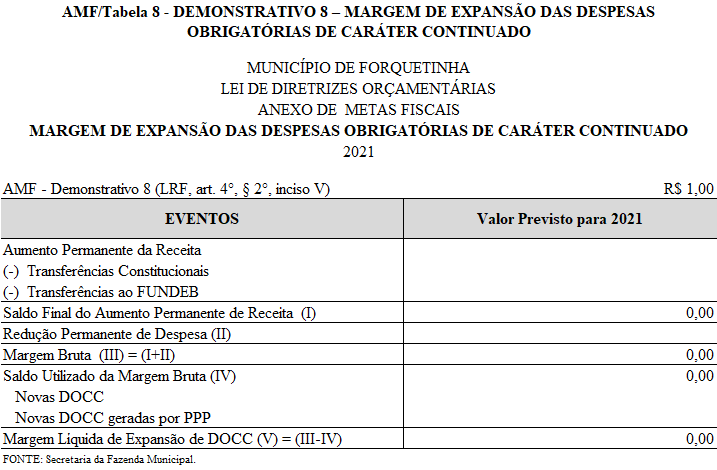 AMF/Tabela 8 - DEMONSTRATIVO 8 – MARGEM DE EXPANSÃO DAS DESPESAS
OBRIGATÓRIAS DE CARÁTER CONTINUADO
MUNICÍPIO DE FORQUETINHA
LEI DE DIRETRIZES ORÇAMENTÁRIAS
ANEXO DE METAS FISCAIS
MARGEM DE EXPANSÃO DAS DESPESAS OBRIGATÓRIAS DE CARÁTER CONTINUADO
2021
AMF - Demonstrativo 8 (LRF, art. 4°, § 2°, inciso V) R$ 1,00
EVENTOS Valor Previsto para 2021
Aumento Permanente da Receita
(-) Transferências Constitucionais
(-) Transferências ao FUNDEB
Saldo Final do Aumento Permanente de Receita (I) 0,00
Redução Permanente de Despesa (II)
Margem Bruta (III) = (I+II) 0,00
Saldo Utilizado da Margem Bruta (IV) 0,00
Novas DOCC
Novas DOCC geradas por PPP
Margem Líquida de Expansão de DOCC (V) = (III-IV) 0,00
FONTE: Secretaria da Fazenda Municipal.